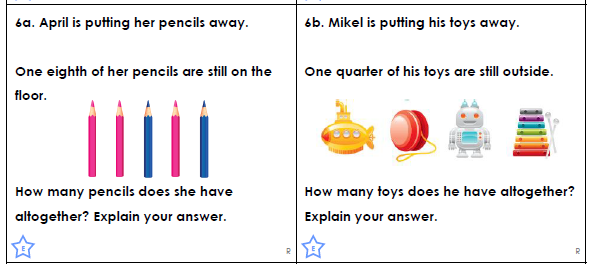 6a. April is putting her pencils away.
One eighth of her pencils are still on the
floor.
How many pencils does she have
altogether? Explain your answer.
E
R
6b. Mikel is putting his toys away.
One quarter of his toys are still outside.
How many toys does he have altogether?
Explain your answer.
E
R